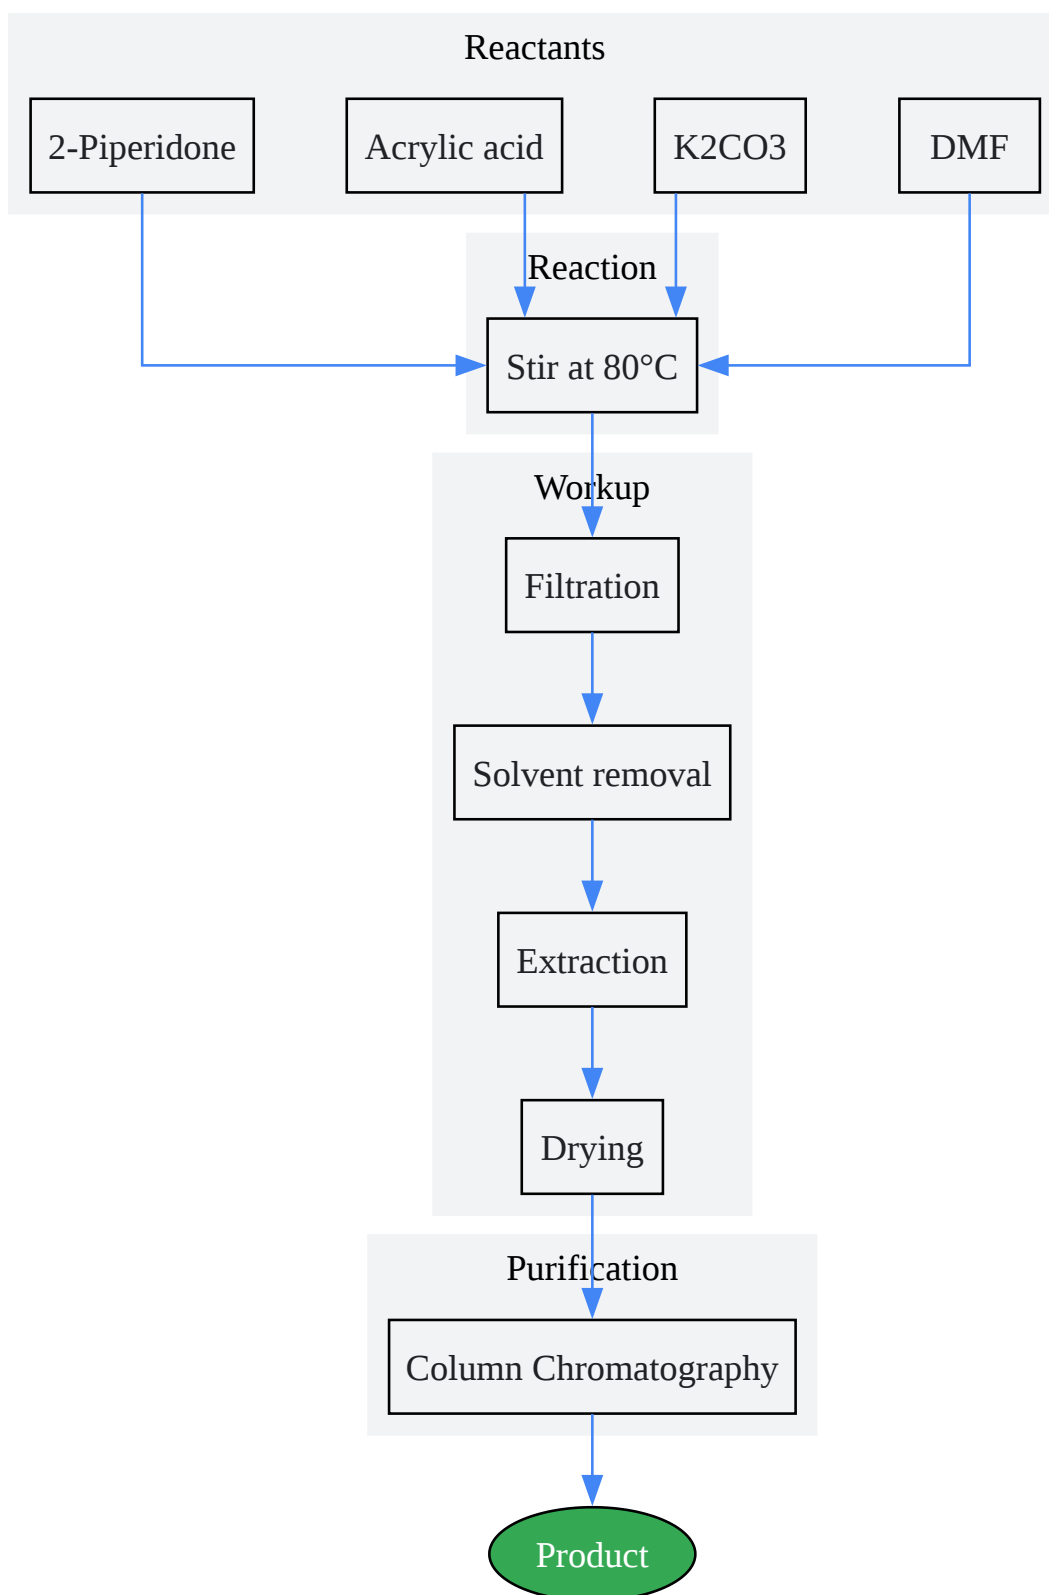 Reactants
2-Piperidone
Acrylic acid
K2CO3
DMF
Reaction
Stir at 80°C
Workup
Filtration
Solvent removal
Extraction
Drying
Purification
Column Chromatography
Product